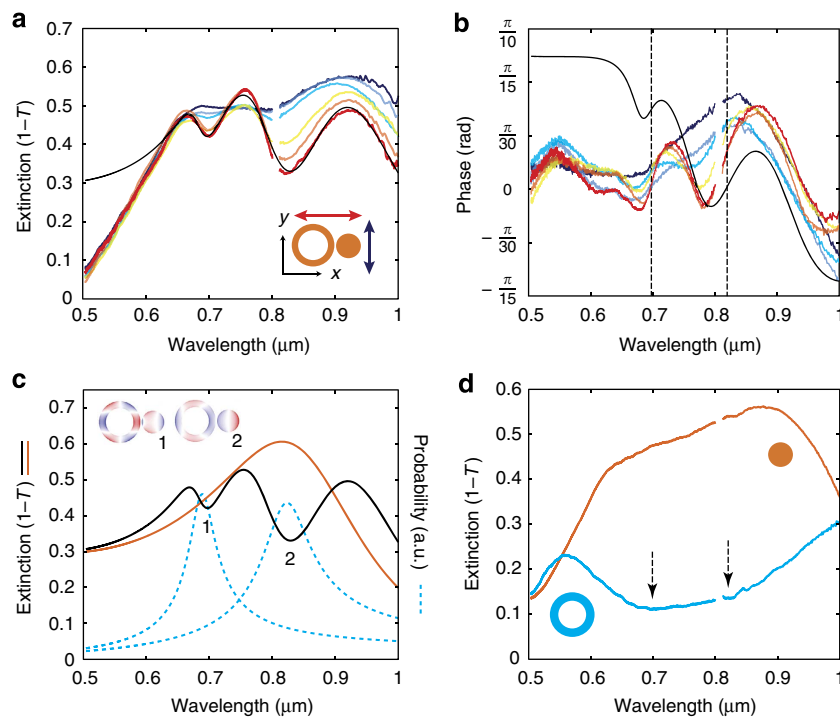 a
0.7
0.6
0.5
0.4
0.3
0.2
0.1
0
0.5 0.6 0.7 0.8 0.9 1
Extinction (1–T)
Wavelength (μm)
y
x
b
π/10
π/15
π/30
0
– π/30
– π/15
0.5 0.6 0.7 0.8 0.9 1
Phase (rad)
Wavelength (μm)
c
0.7
0.6
0.5
0.4
0.3
0.2
0.1
0
0.5 0.6 0.7 0.8 0.9 1
Extinction (1–T)
Probability (a.u.)
Wavelength (μm)
1 2
1
2
d
0.6
0.5
0.4
0.3
0.2
0.1
0
0.5 0.6 0.7 0.8 0.9 1
Extinction (1–T)
Wavelength (μm)